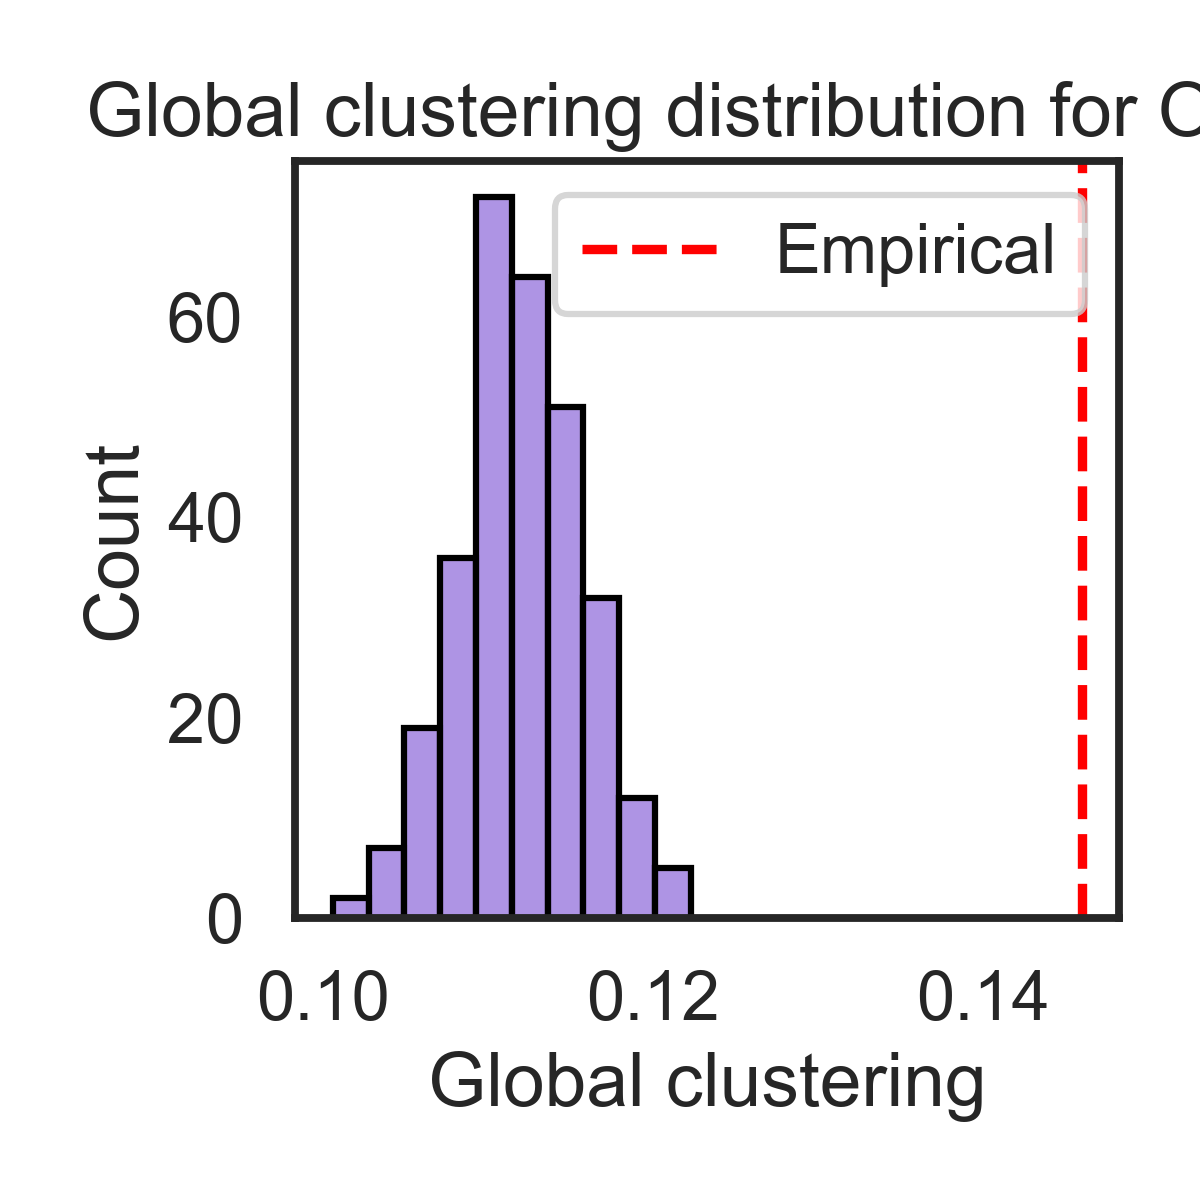 Global clustering distribution for
Empirical
60
40
20
0
Count
0.10 0.12 0.14
Global clustering